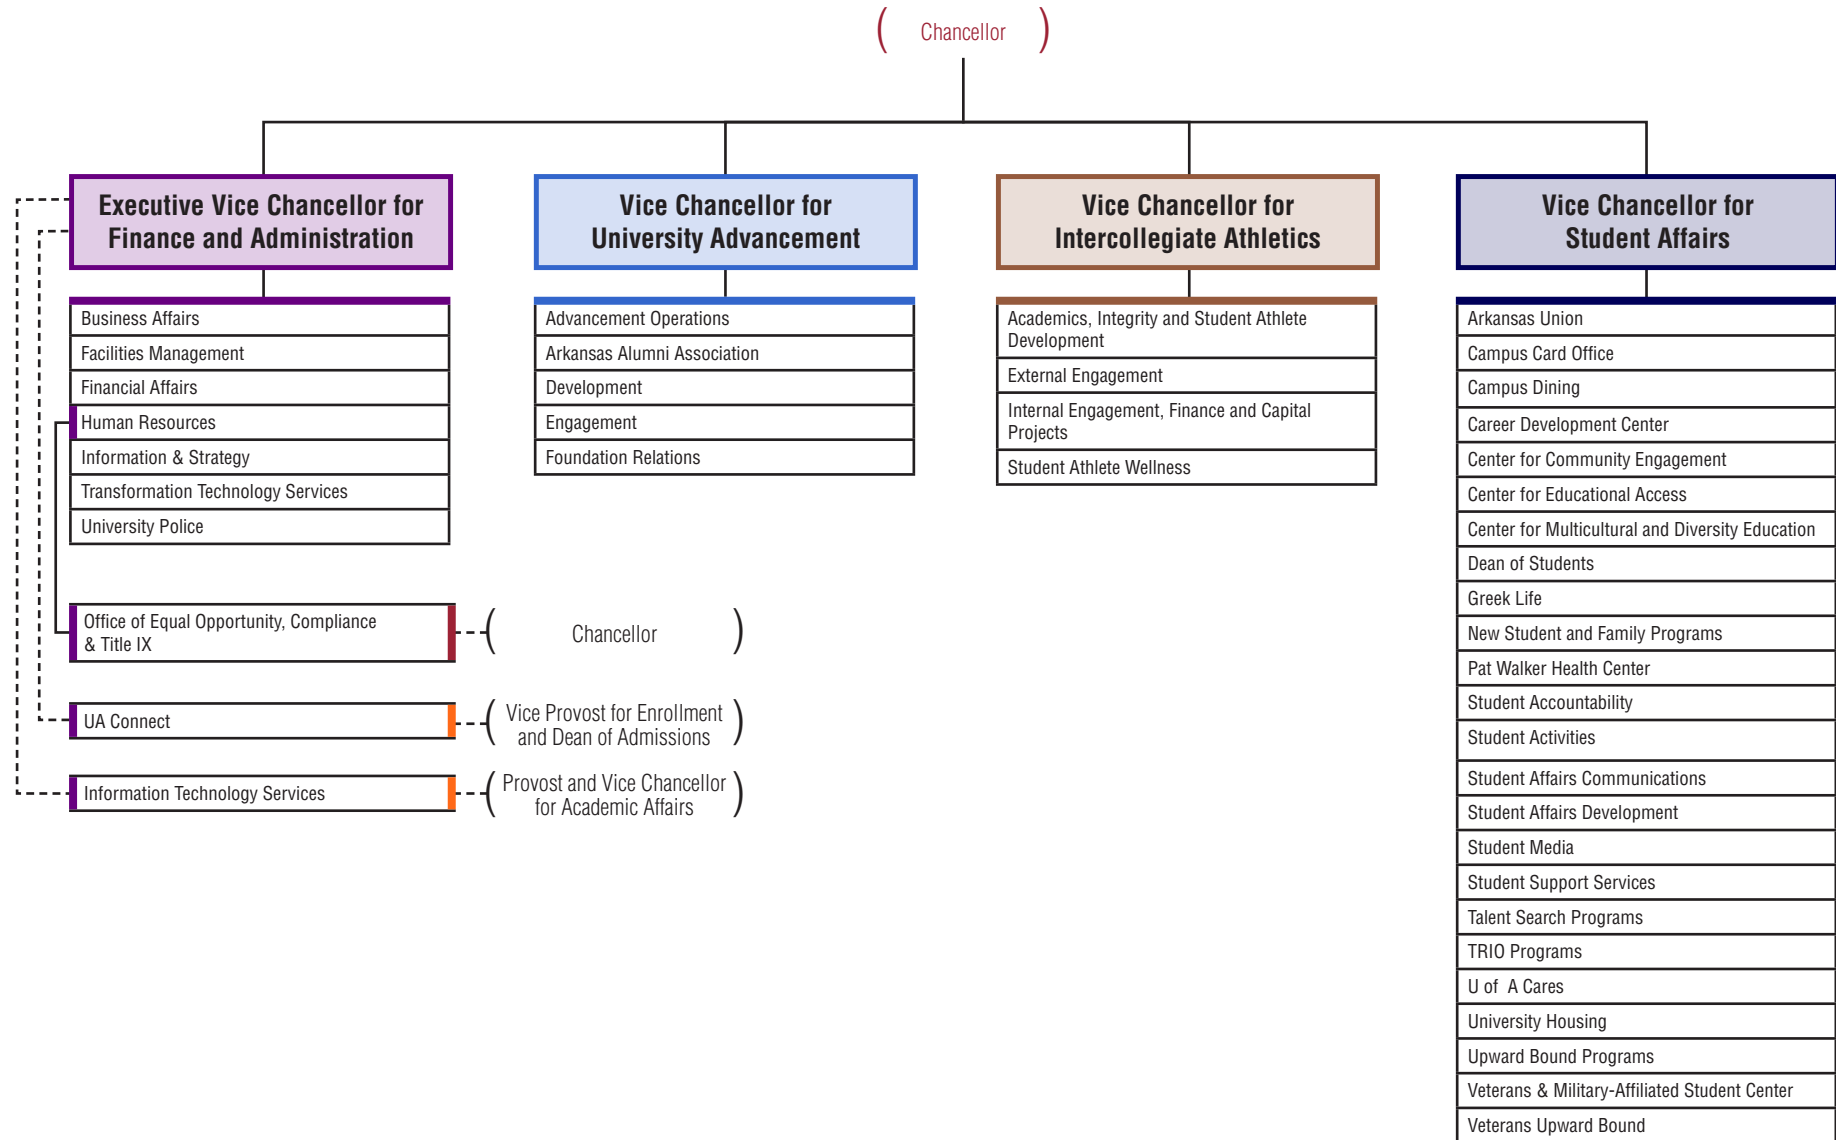 ( Chancellor )
Executive Vice Chancellor for
Finance and Administration
Business Affairs
Facilities Management
Financial Affairs
Human Resources
Information & Strategy
Transformation Technology Services
University Police
Office of Equal Opportunity, Compliance
& Title IX
( Chancellor )
UA Connect
( Vice Provost for Enrollment
and Dean of Admissions )
Information Technology Services
( Provost and Vice Chancellor
for Academic Affairs )
Vice Chancellor for
University Advancement
Advancement Operations
Arkansas Alumni Association
Development
Engagement
Foundation Relations
Vice Chancellor for
Intercollegiate Athletics
Academics, Integrity and Student Athlete
Development
External Engagement
Internal Engagement, Finance and Capital
Projects
Student Athlete Wellness
Vice Chancellor for
Student Affairs
Arkansas Union
Campus Card Office
Campus Dining
Career Development Center
Center for Community Engagement
Center for Educational Access
Center for Multicultural and Diversity Education
Dean of Students
Greek Life
New Student and Family Programs
Pat Walker Health Center
Student Accountability
Student Activities
Student Affairs Communications
Student Affairs Development
Student Media
Student Support Services
Talent Search Programs
TRIO Programs
U of A Cares
University Housing
Upward Bound Programs
Veterans & Military-Affiliated Student Center
Veterans Upward Bound